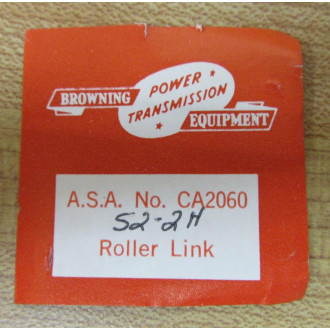 POWER
BROWNING TRANSMISSION
EQUIPMENT
A.S.A. No. CA2060
52-2H
Roller Link